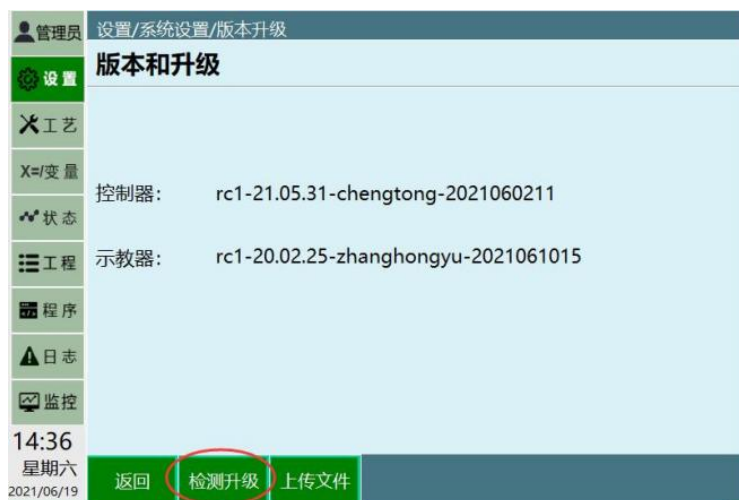 管理员
设置/系统设置/版本升级
设置
版本和升级
工艺
X=/变量
控制器： rc1-21.05.31-chengtong-2021060211
状态
工程
示教器： rc1-20.02.25-zhanghongyu-2021061015
程序
日志
监控
14:36
星期六
2021/06/19
返回
检测升级
上传文件